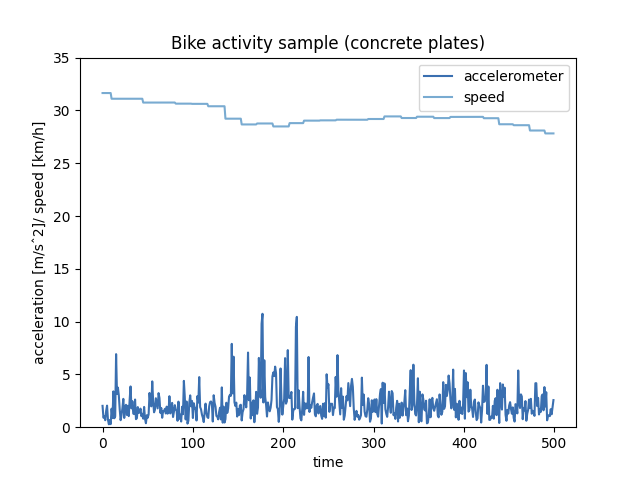 Bike activity sample (concrete plates)
accelerometer
speed
acceleration [m/sˆ2]/ speed [km/h]
35
30
25
20
15
10
5
0
0 100 200 300 400 500
time